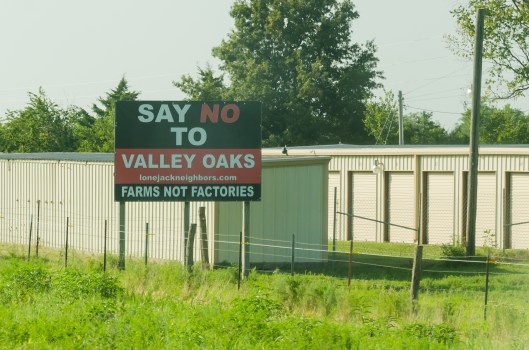 SAY NO
TO
VALLEY OAKS
lonejackneighbors.com
FARMS NOT FACTORIES